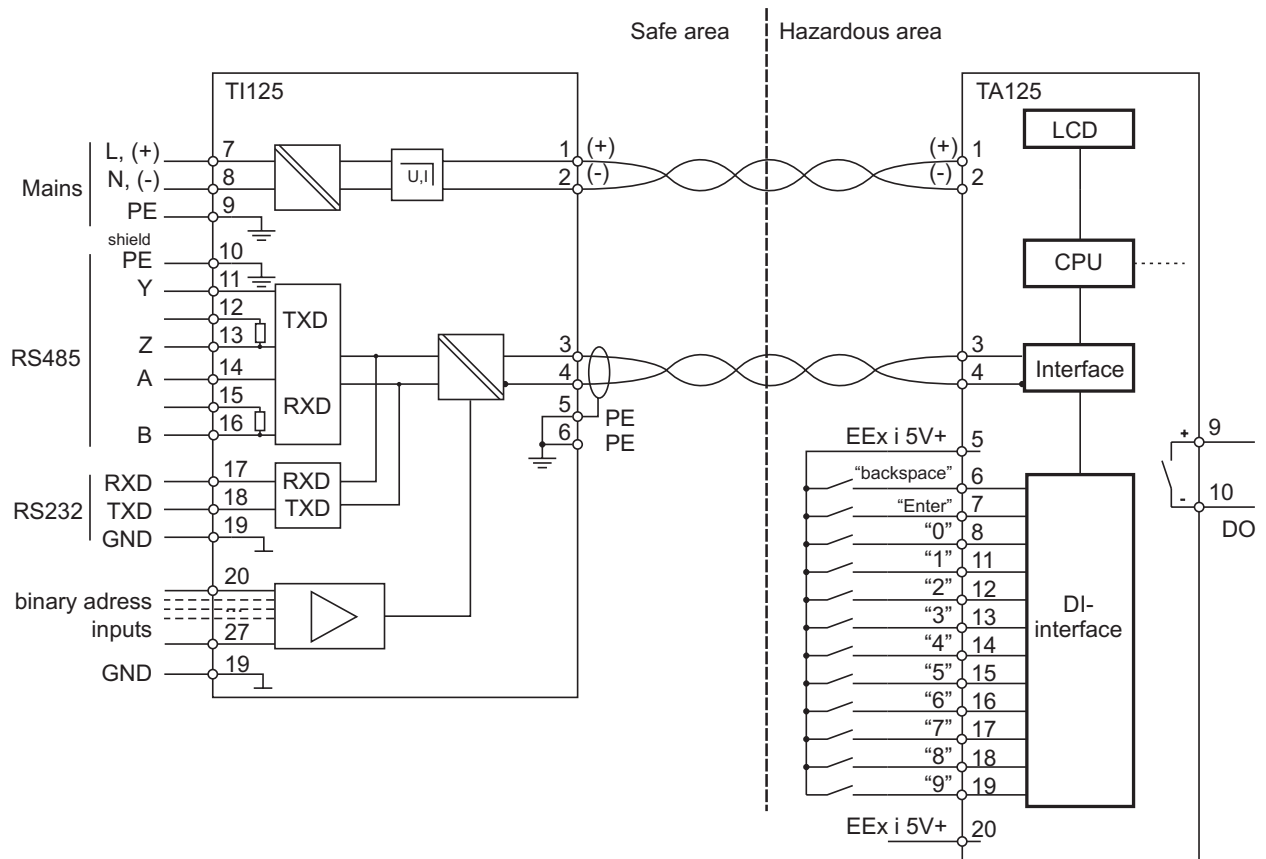 Safe area
Hazardous area
TI125
TA125
LCD
CPU
Interface
DI-
interface
Mains
L, (+)
7
N, (-)
8
PE
9
U,I
1
(+)
2
(-)
(+)
1
(-)
2
RS485
shield
PE
10
Y
11
12
Z
13
A
14
15
B
16
TXD
RXD
3
4
5
PE
6
PE
3
4
RS232
RXD
17
TXD
18
GND
19
RXD
TXD
binary adress
inputs
20
27
GND
19
EEx i 5V+
5
“backspace”
6
“Enter”
7
“0”
8
“1”
11
“2”
12
“3”
13
“4”
14
“5”
15
“6”
16
“7”
17
“8”
18
“9”
19
EEx i 5V+
20
+
9
-
10
DO